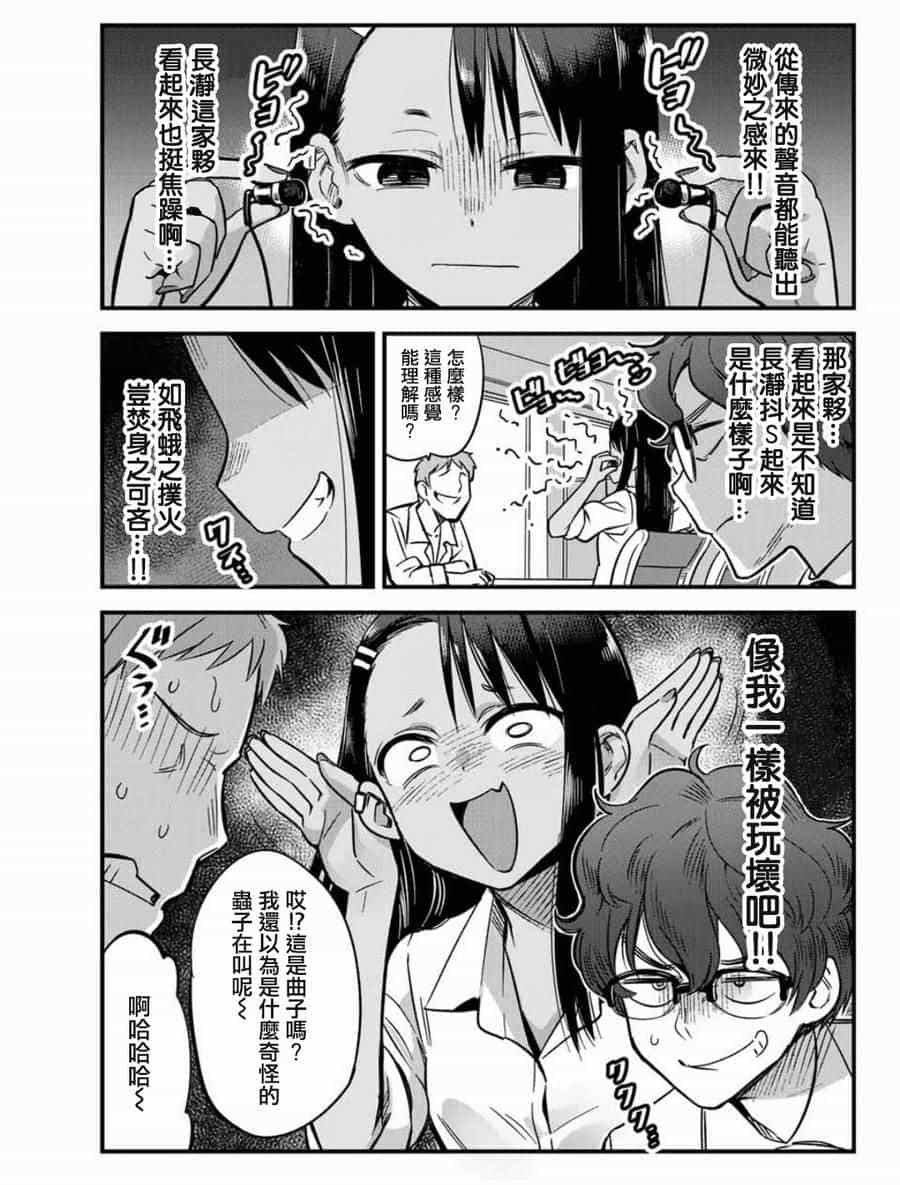 從傳來的聲音都能聽出
微妙之感來!!
ビョ
ビョ
長瀞這家夥
看起來也挺焦躁啊…
那家夥…
看起來是不知道
長瀞抖S起來
是什麼樣子啊…
ビョ〜
ビョョ〜
怎麼樣?
這種感覺
能理解嗎?
如飛蛾之撲火
豈焚身之可吝…!!
クス…
像我一樣被玩壞吧!!
哎!?這是曲子嗎?
我還以為是什麼奇怪的
蟲子在叫呢~
ククク…
ぐぅっ…
啊哈哈哈~